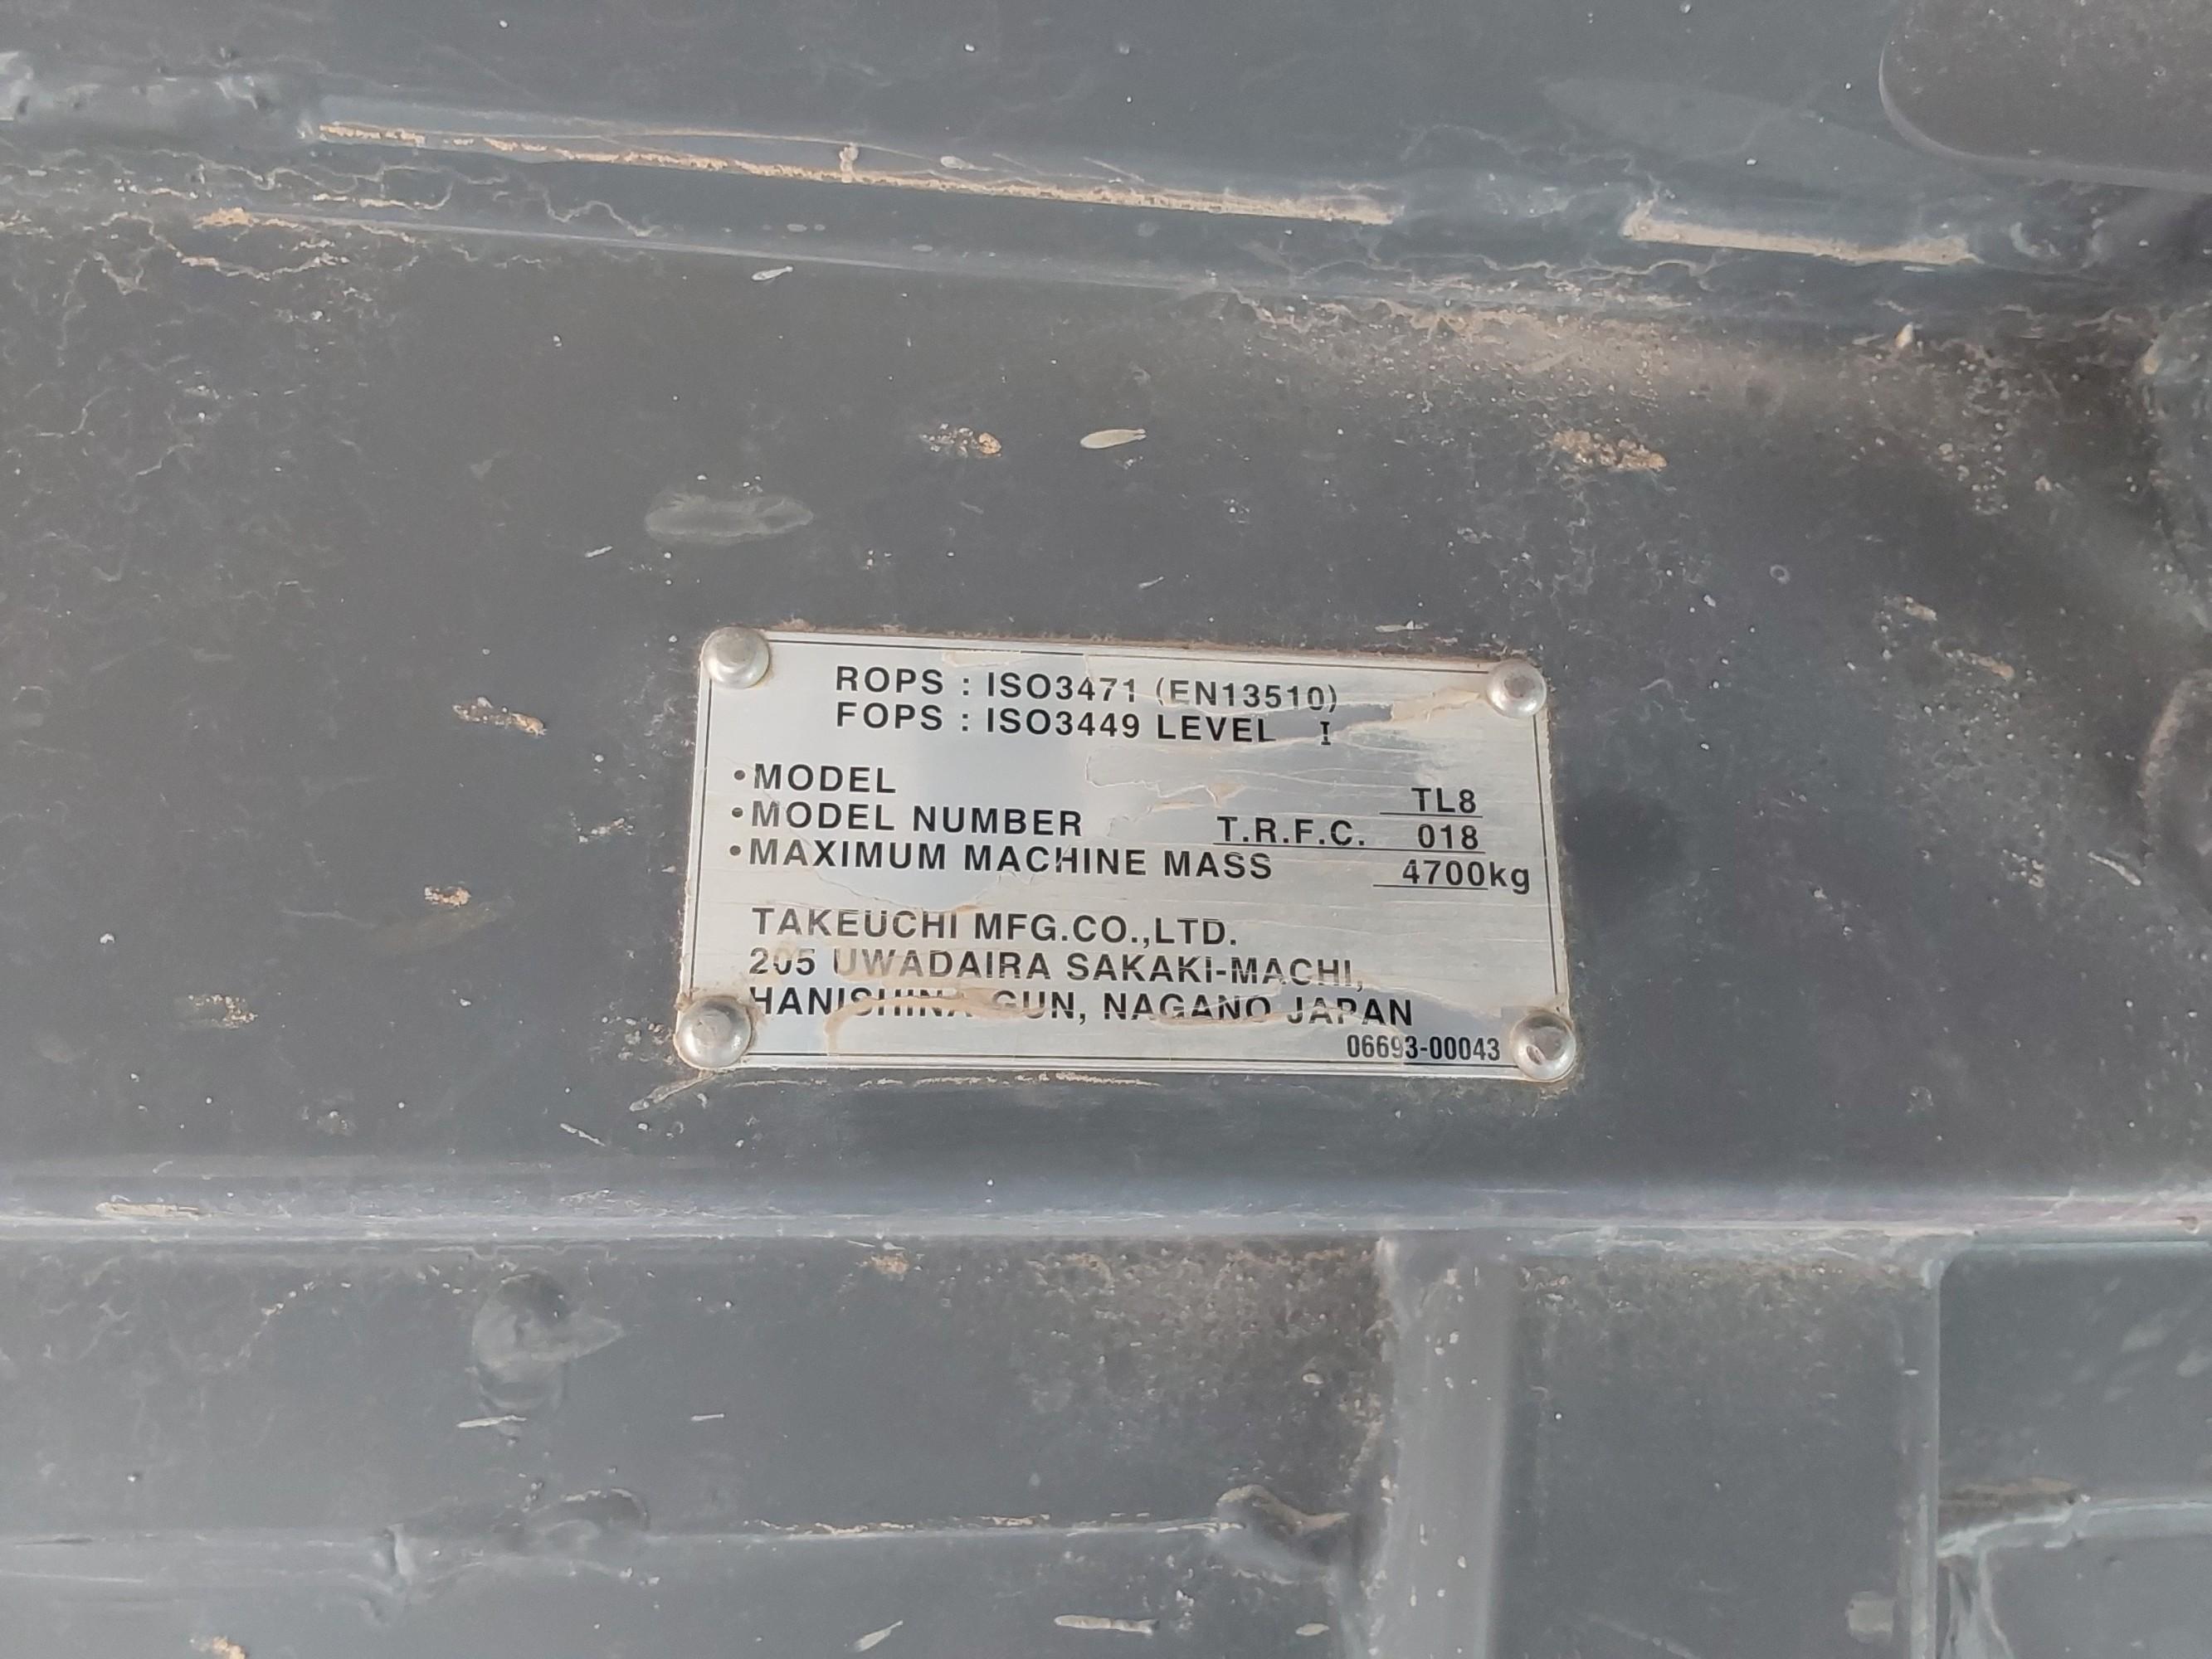 ROPS : ISO3471 (EN13510)
FOPS : ISO3449 LEVEL I
•MODEL TL8
•MODEL NUMBER T.R.F.C. 018
•MAXIMUM MACHINE MASS 4700kg
TAKEUCHI MFG.CO.,LTD.
205 UWADAIRA SAKAKI-MACHI,
HANISHINA GUN, NAGANO JAPAN
06693-00043